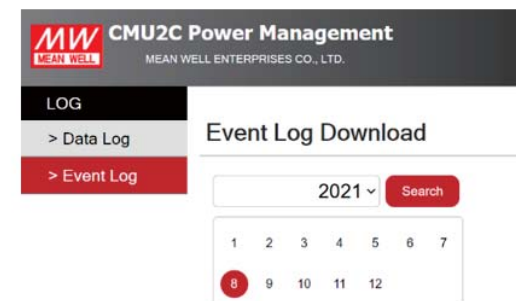 MW
MEAN WELL
CMU2C Power Management
MEAN WELL ENTERPRISES CO., LTD.
LOG
> Data Log
> Event Log
Event Log Download
2021 Search
1 2 3 4 5 6 7
8 9 10 11 12